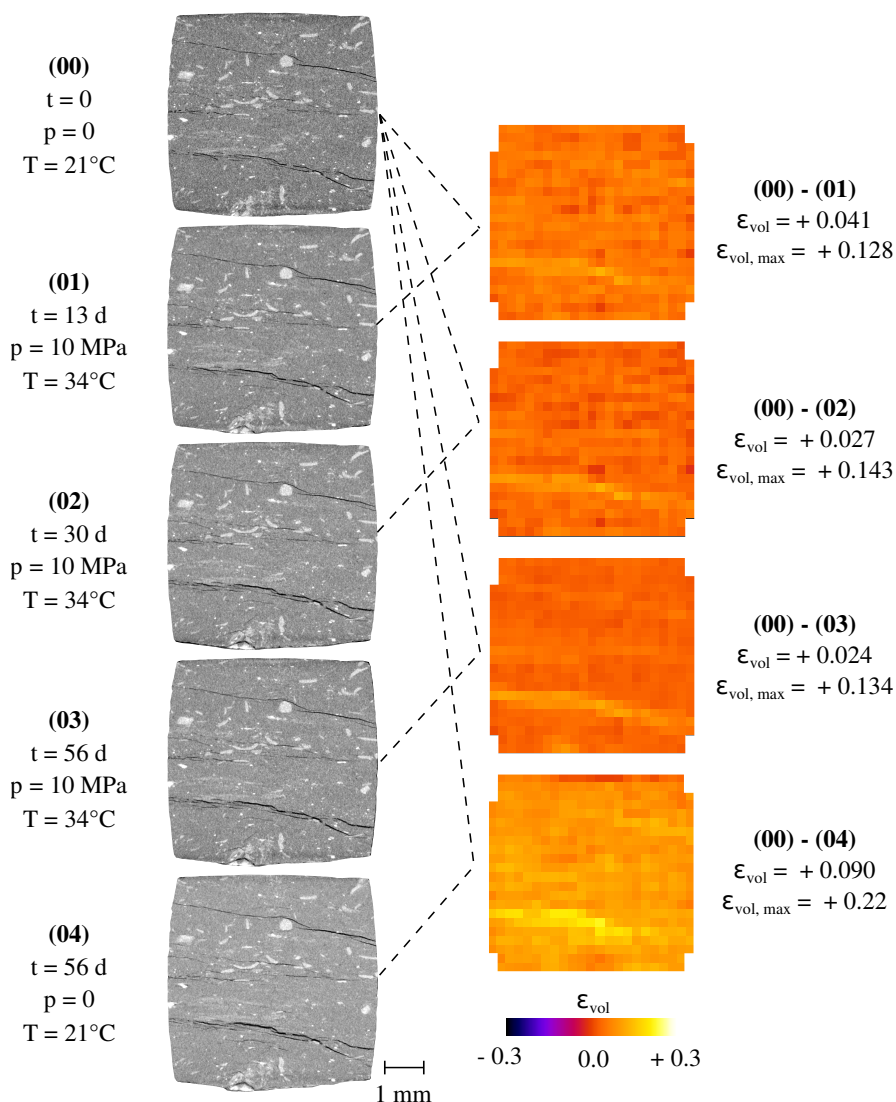 (00)
t = 0
p = 0
T = 21°C
(01)
t = 13 d
p = 10 MPa
T = 34°C
(02)
t = 30 d
p = 10 MPa
T = 34°C
(03)
t = 56 d
p = 10 MPa
T = 34°C
(04)
t = 56 d
p = 0
T = 21°C
1 mm
(00) - (01)
εvol = + 0.041
εvol, max = + 0.128
(00) - (02)
εvol = + 0.027
εvol, max = + 0.143
(00) - (03)
εvol = + 0.024
εvol, max = + 0.134
(00) - (04)
εvol = + 0.090
εvol, max = + 0.22
εvol
- 0.3 0.0 + 0.3